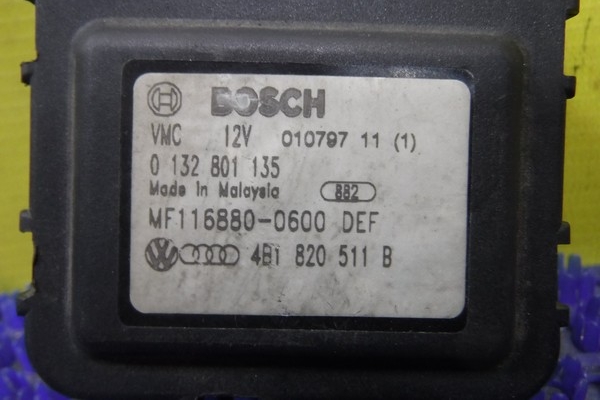 BOSCH
VMC 12V 010797 11 (1)
0 132 801 135
Made in Malaysia 882
MF116880-0600 DEF
4B1 820 511 B